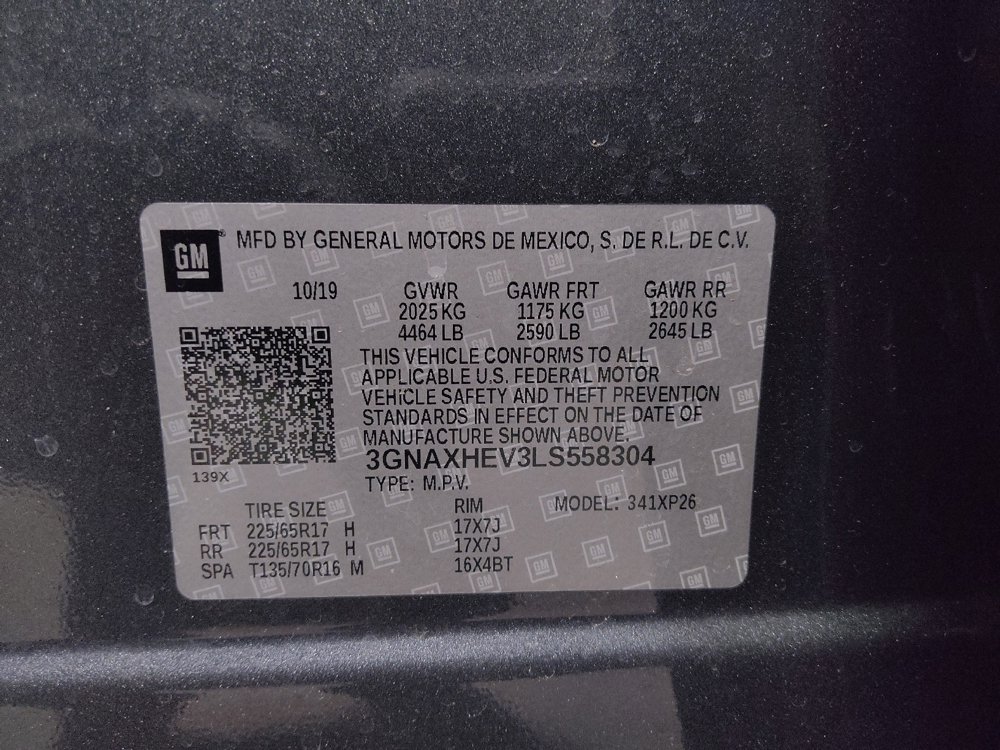 GM MFD BY GENERAL MOTORS DE MEXICO, S. DE R.L. DE C.V.
10/19 GVWR GAWR FRT GAWR RR
2025 KG 1175 KG 1200 KG
4464 LB 2590 LB 2645 LB
THIS VEHICLE CONFORMS TO ALL
APPLICABLE U.S. FEDERAL MOTOR
VEHICLE SAFETY AND THEFT PREVENTION
STANDARDS IN EFFECT ON THE DATE OF
MANUFACTURE SHOWN ABOVE.
3GNAXHEV3LS558304
139X
TYPE: M.P.V.
TIRE SIZE RIM MODEL: 341XP26
FRT 225/65R17 H 17X7J
RR 225/65R17 H 17X7J
SPA T135/70R16 M 16X4BT